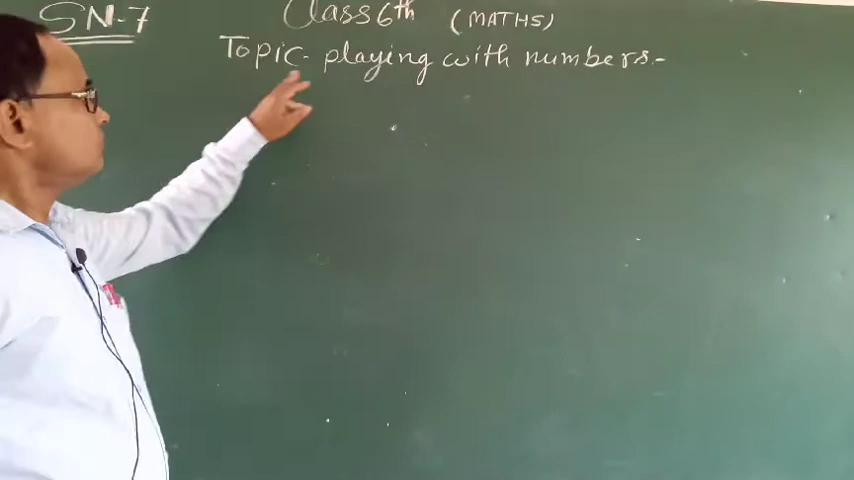 SN-7
Class 6th (MATHS)
Topic- playing with numbers.-